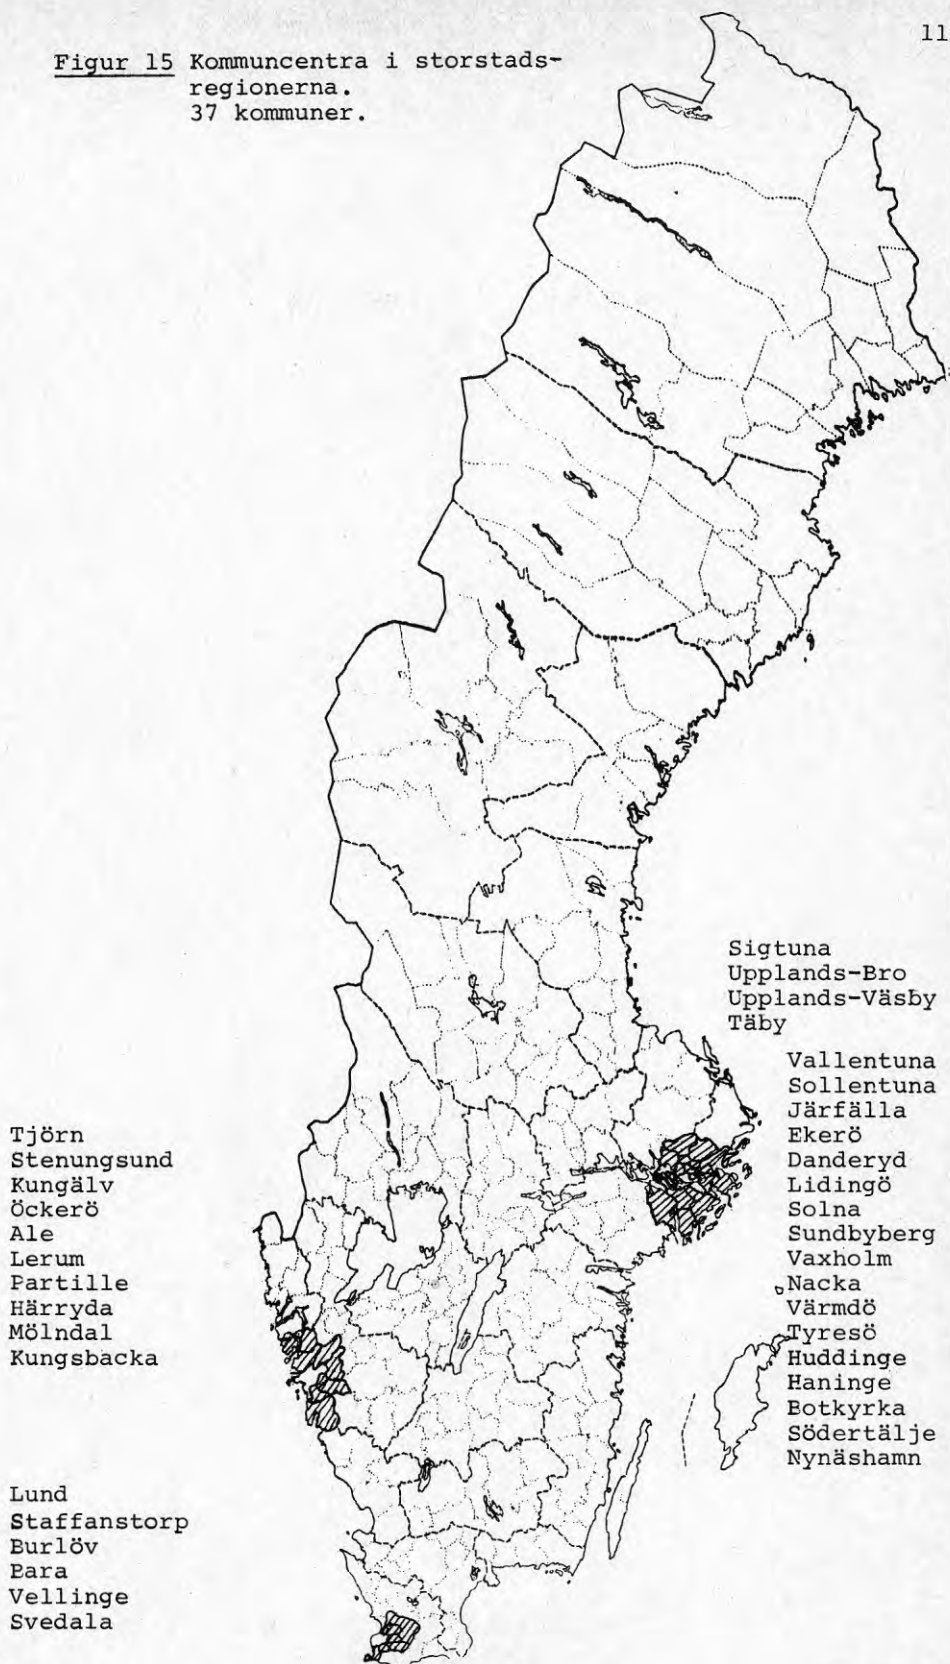 11
Figur 15 Kommuncentra i storstads-
regionerna.
37 kommuner.
Sigtuna
Upplands-Bro
Upplands-Väsby
Täby
Vallentuna
Sollentuna
Järfälla
Ekerö
Danderyd
Lidingö
Solna
Sundbyberg
Vaxholm
Nacka
Värmdö
Tyresö
Huddinge
Haninge
Botkyrka
Södertälje
Nynäshamn
Tjörn
Stenungsund
Kungälv
Öckerö
Ale
Lerum
Partille
Härryda
Mölndal
Kungsbacka
Lund
Staffanstorp
Burlöv
Bara
Vellinge
Svedala